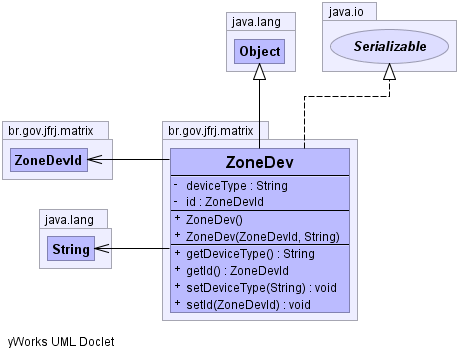 java.lang
Object
java.io
Serializable
br.gov.jfrj.matrix
ZoneDevId
br.gov.jfrj.matrix
ZoneDev
- deviceType : String
- id : ZoneDevId
+ ZoneDev()
+ ZoneDev(ZoneDevId, String)
+ getDeviceType() : String
+ getId() : ZoneDevId
+ setDeviceType(String) : void
+ setId(ZoneDevId) : void
java.lang
String
yWorks UML Doclet